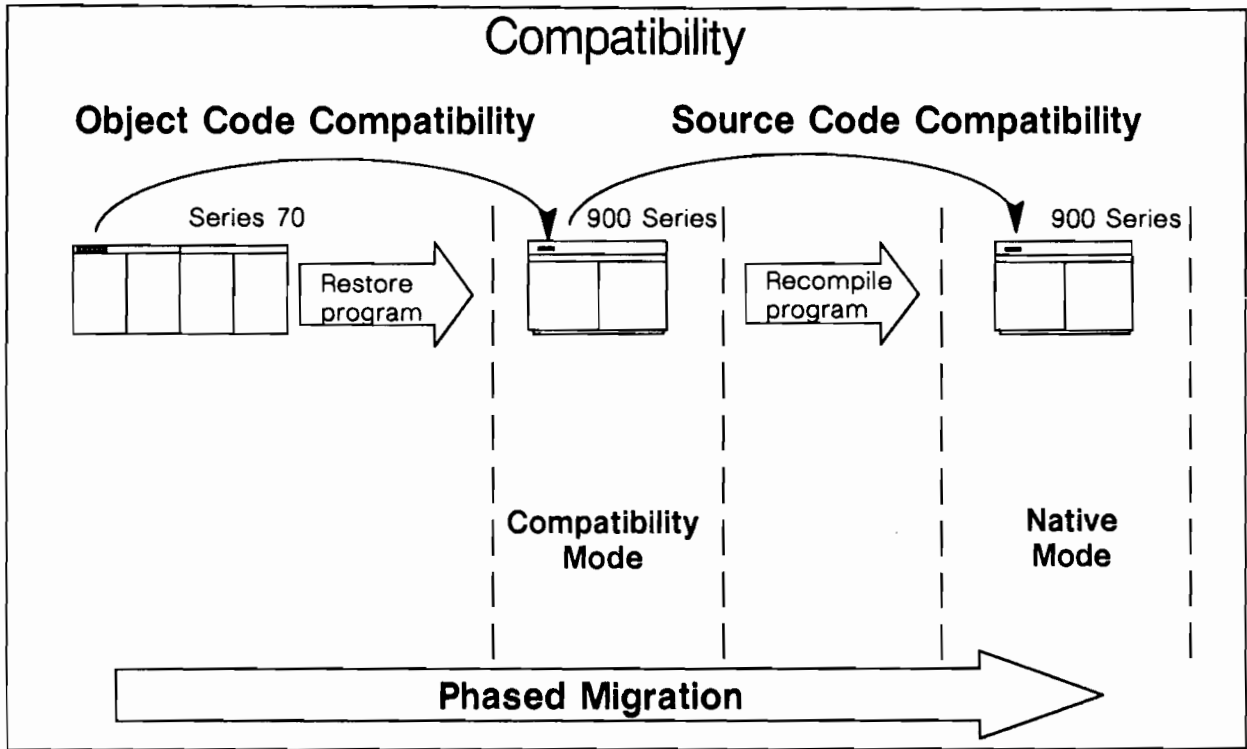 Compatibility
Object Code Compatibility
Source Code Compatibility
Series 70
900 Series
900 Series
Restore
program
Recompile
program
Compatibility
Mode
Native
Mode
Phased Migration